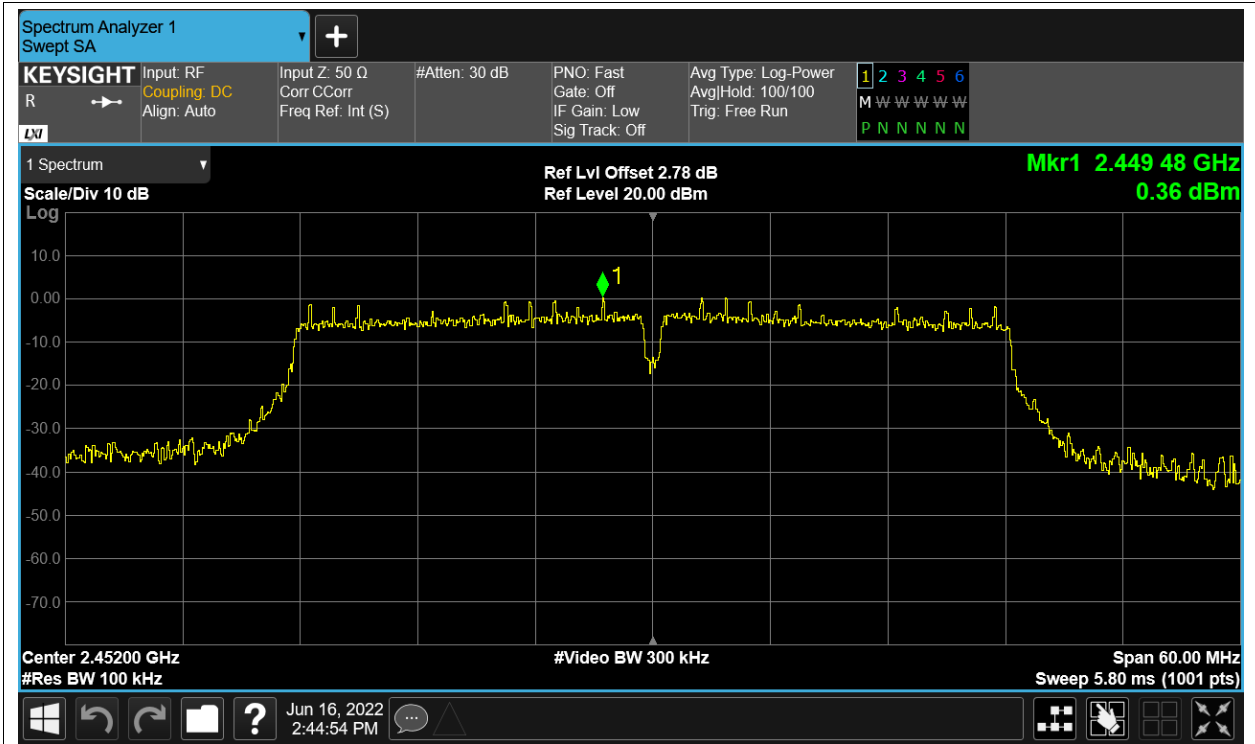 Spectrum Analyzer 1
Swept SA
+
KEYSIGHT
R
LXI
Input: RF
Coupling: DC
Align: Auto
Input Z: 50 Ω
Corr CCorr
Freq Ref: Int (S)
#Atten: 30 dB
PNO: Fast
Gate: Off
IF Gain: Low
Sig Track: Off
Avg Type: Log-Power
Avg|Hold: 100/100
Trig: Free Run
1 2 3 4 5 6
M W W W W W
P N N N N N
1 Spectrum
Scale/Div 10 dB
Log
Ref Lvl Offset 2.78 dB
Ref Level 20.00 dBm
Mkr1 2.449 48 GHz
0.36 dBm
10.0
0.00
-10.0
-20.0
-30.0
-40.0
-50.0
-60.0
-70.0
1
Center 2.45200 GHz
#Res BW 100 kHz
#Video BW 300 kHz
Span 60.00 MHz
Sweep 5.80 ms (1001 pts)
?
Jun 16, 2022
2:44:54 PM